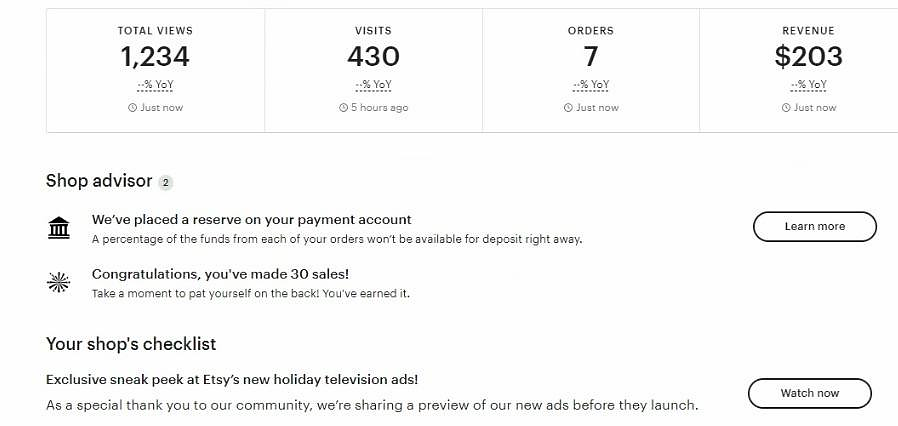 TOTAL VIEWS
1,234
--% YoY
Just now
VISITS
430
--% YoY
5 hours ago
ORDERS
7
--% YoY
Just now
REVENUE
$203
--% YoY
Just now
Shop advisor 2
We've placed a reserve on your payment account
A percentage of the funds from each of your orders won't be available for deposit right away.
Learn more
Congratulations, you've made 30 sales!
Take a moment to pat yourself on the back! You've earned it.
Your shop's checklist
Exclusive sneak peek at Etsy's new holiday television ads!
As a special thank you to our community, we're sharing a preview of our new ads before they launch.
Watch now